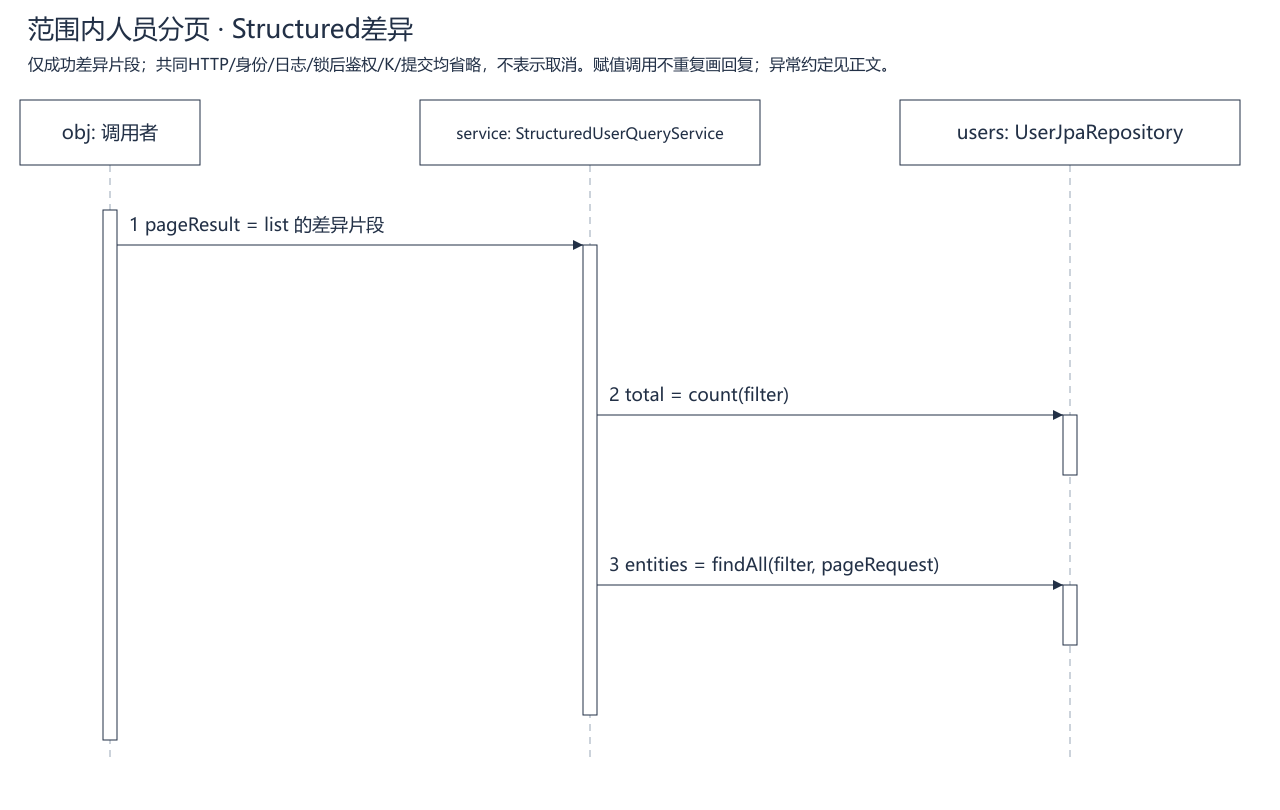 范围内人员分页 · Structured差异
仅成功差异片段；共同HTTP/身份/日志/锁后鉴权/K/提交均省略，不表示取消。赋值调用不重复画回复；异常约定见正文。
obj: 调用者
service: StructuredUserQueryService
users: UserJpaRepository
1 pageResult = list 的差异片段
2 total = count(filter)
3 entities = findAll(filter, pageRequest)